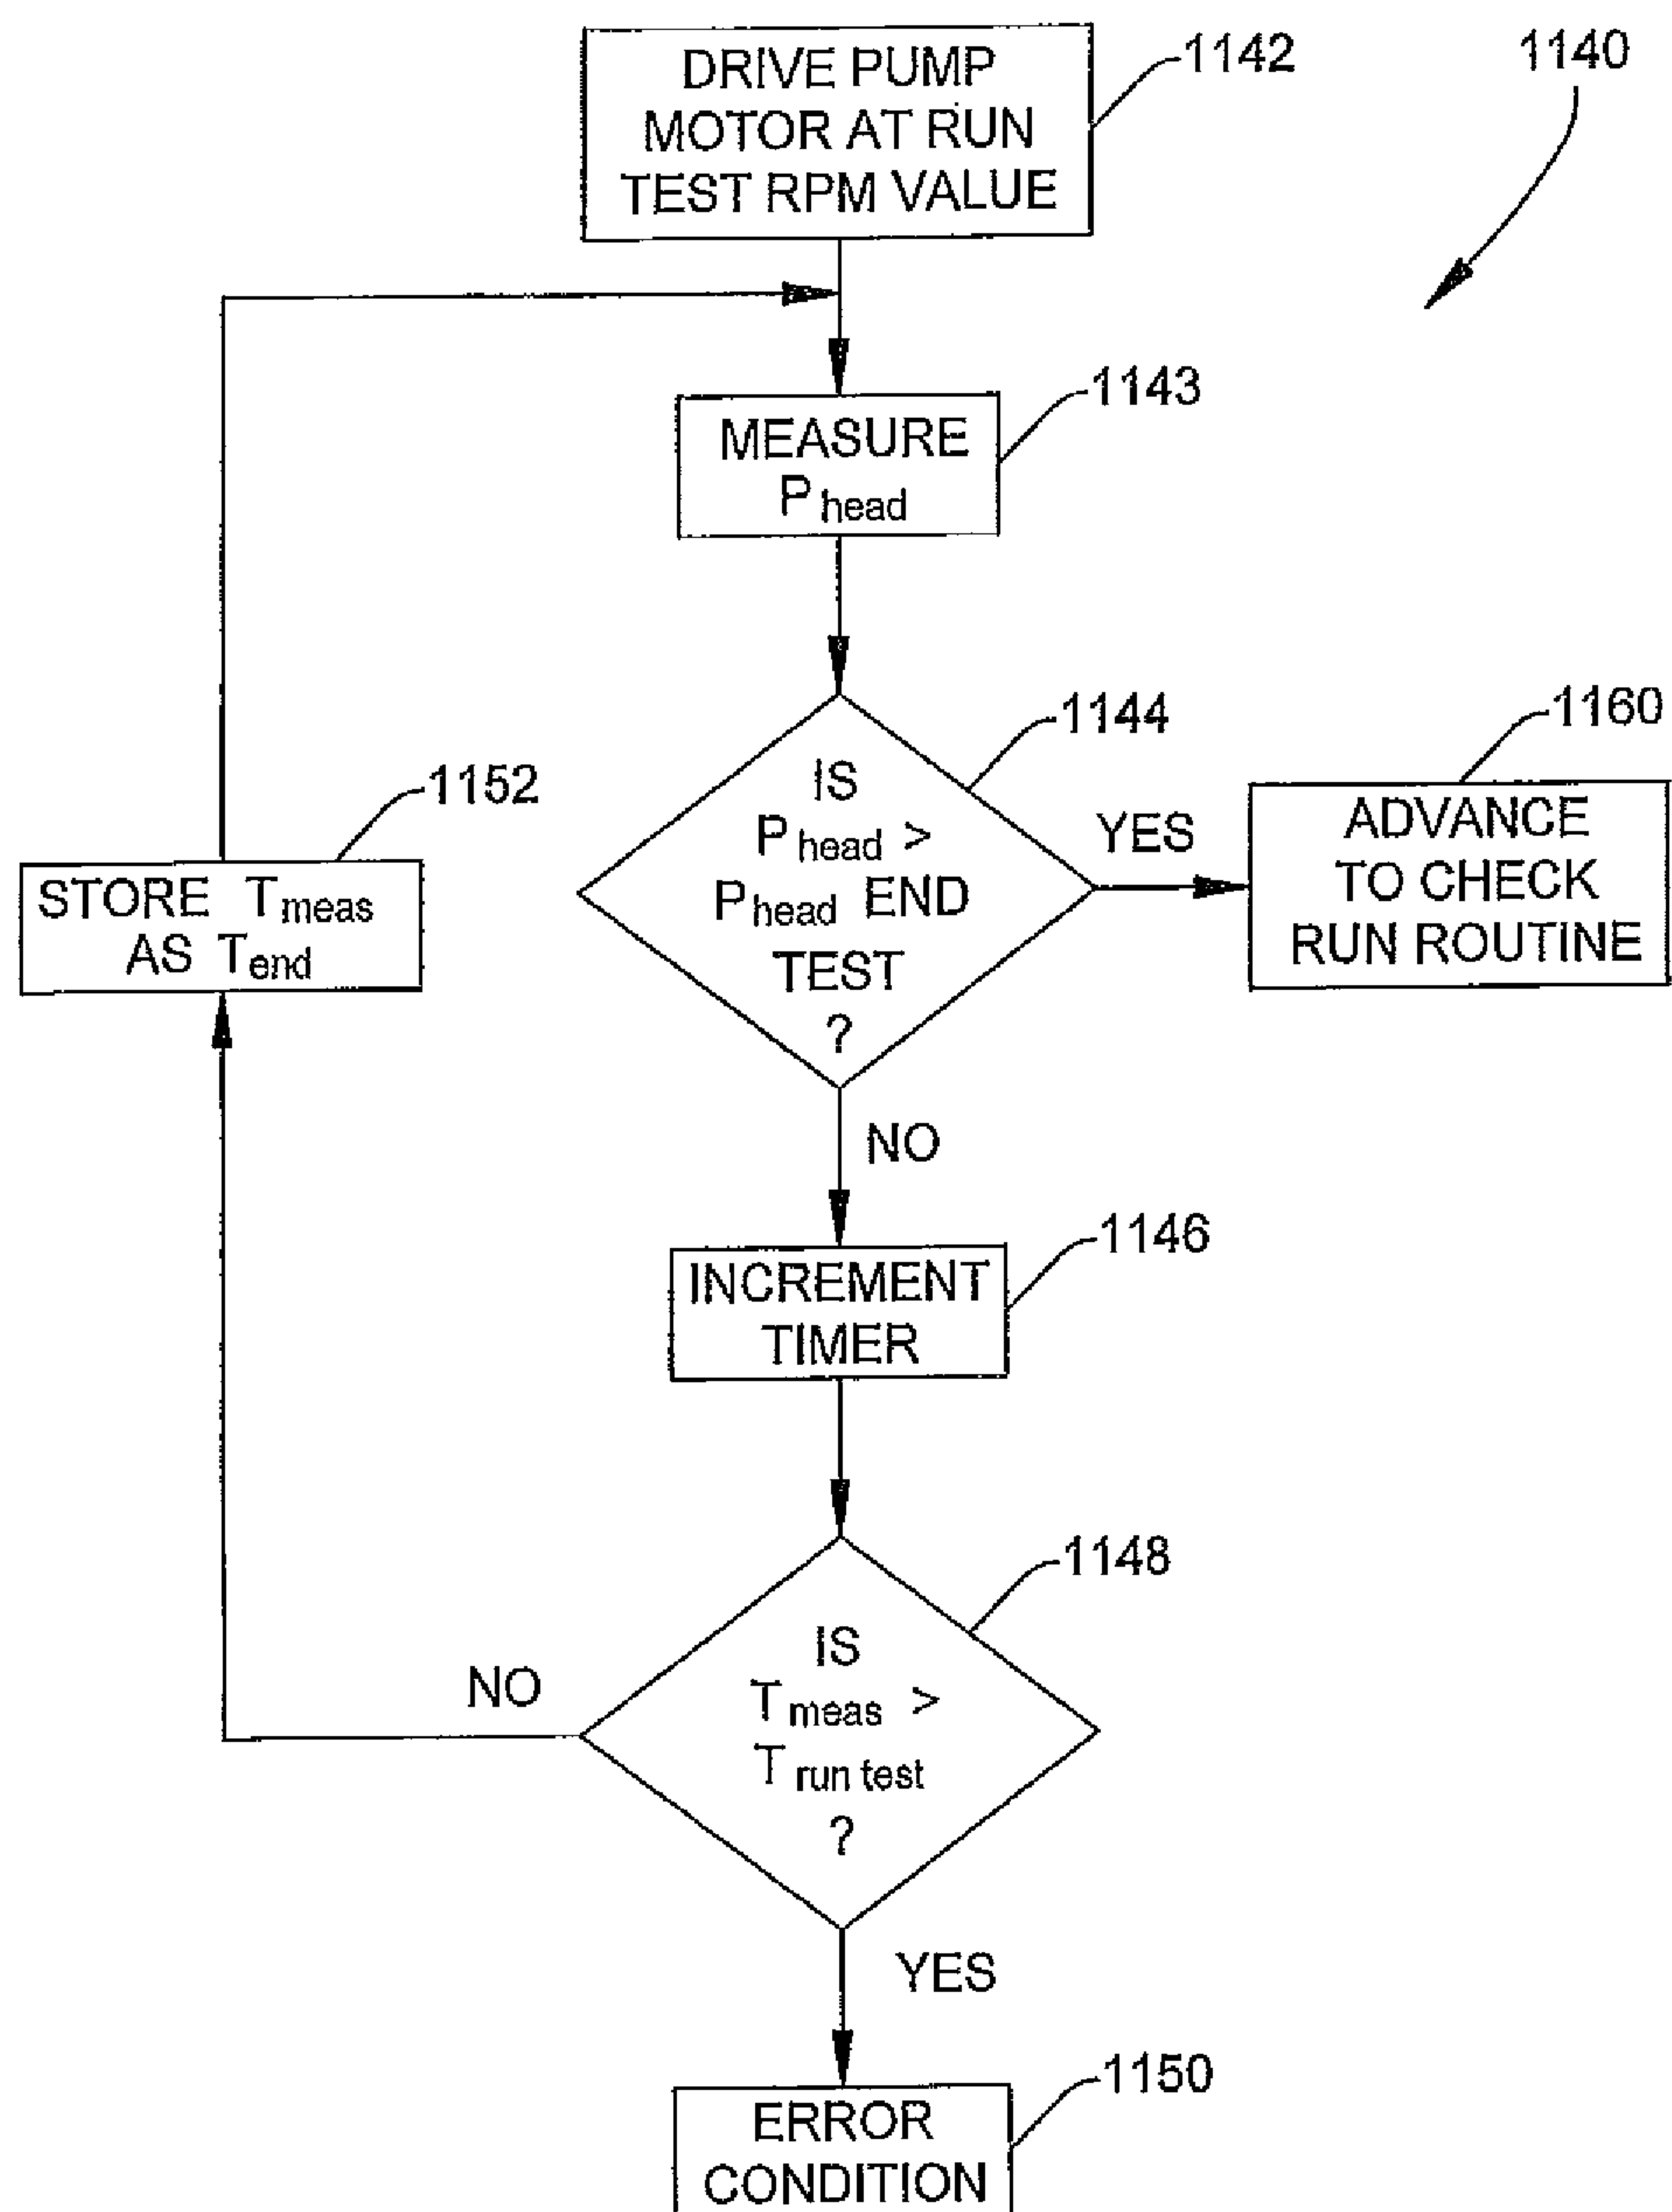 DRIVE PUMP
MOTOR AT RUN
TEST RPM VALUE
1142
1140
MEASURE
P head
1143
IS
P head >
P head END
TEST
?
1144
YES
1160
ADVANCE
TO CHECK
RUN ROUTINE
1152
STORE T meas
AS T end
NO
INCREMENT
TIMER
1146
IS
T meas >
T run test
?
1148
NO
YES
ERROR
CONDITION
1150